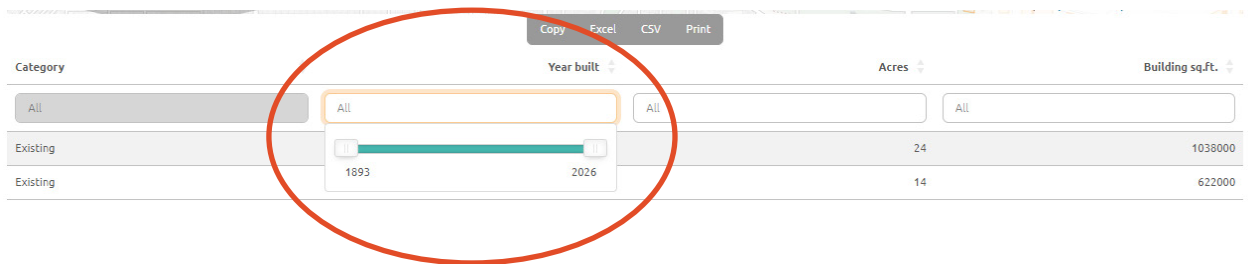 Copy Excel CSV Print
Category Year built Acres Building sq.ft.
All All All All
Existing 24 1038000
1893 2026
Existing 14 622000